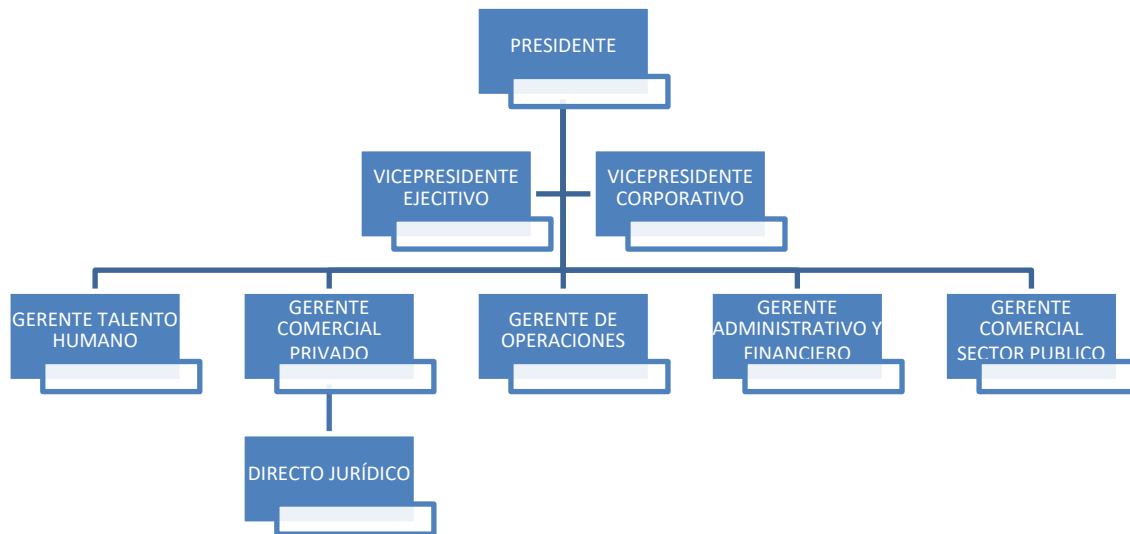 PRESIDENTE
VICEPRESIDENTE
EJECITIVO
VICEPRESIDENTE
CORPORATIVO
GERENTE TALENTO
HUMANO
GERENTE
COMERCIAL
PRIVADO
GERENTE DE
OPERACIONES
GERENTE
ADMINISTRATIVO Y
FINANCIERO
GERENTE
COMERCIAL
SECTOR PUBLICO
DIRECTO JURÍDICO